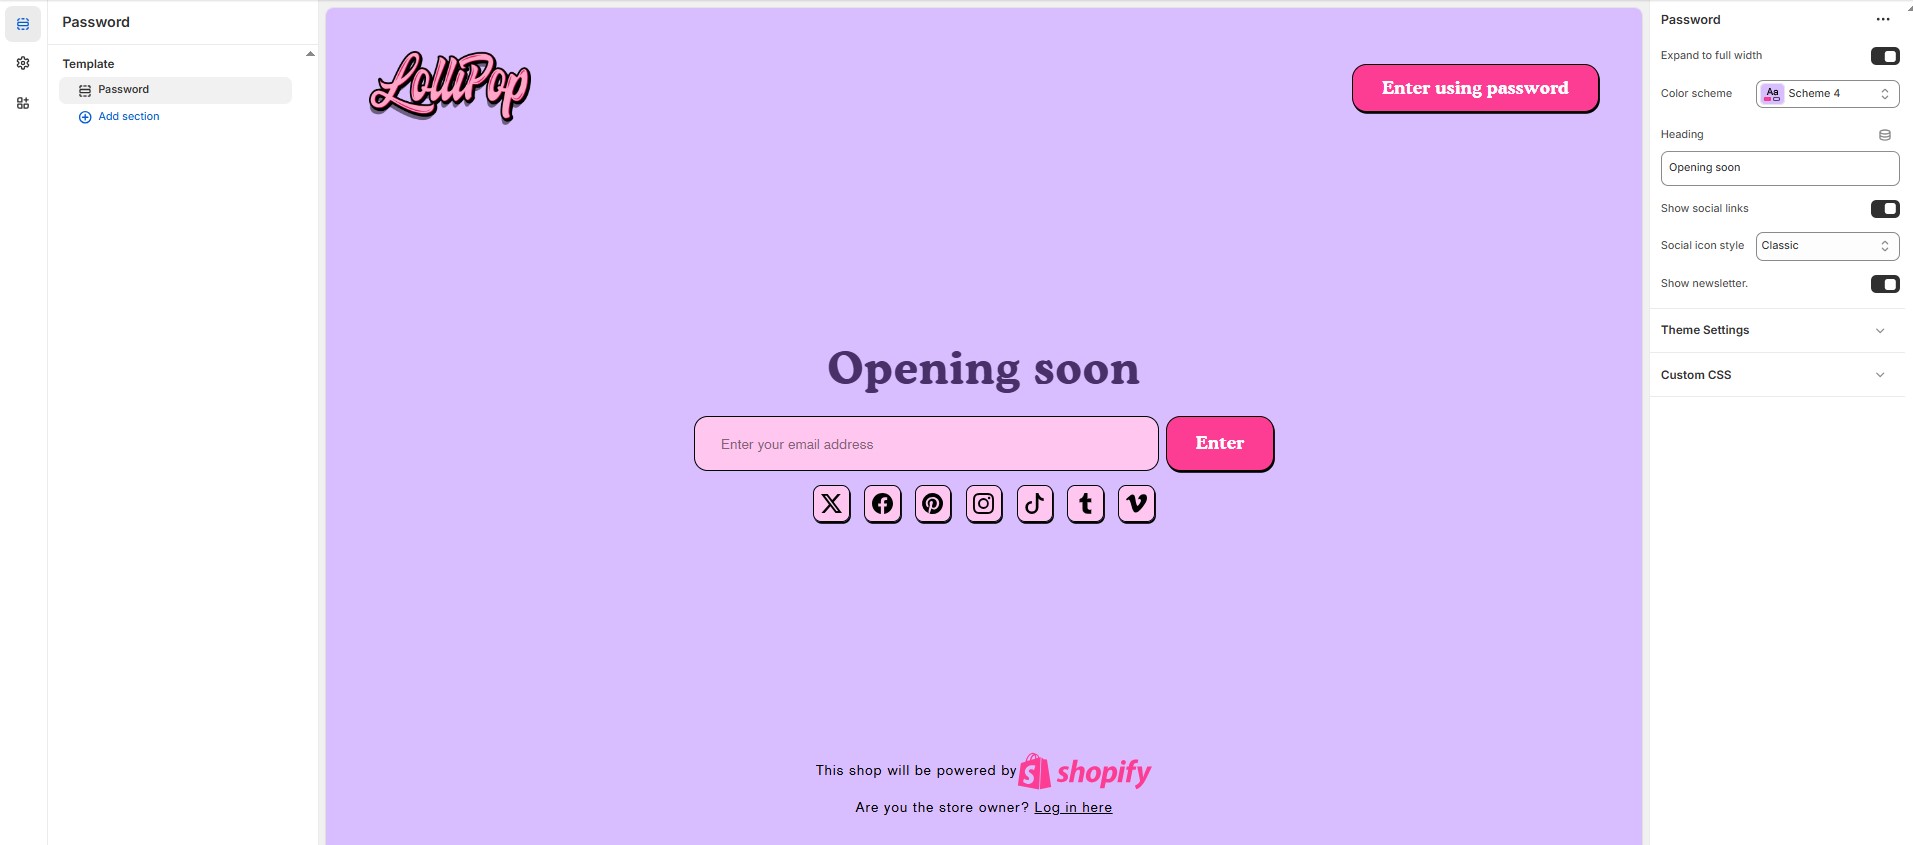 Password
Template
Password
Add section
LolliPop
Enter using password
Opening soon
Enter your email address
Enter
This shop will be powered by shopify
Are you the store owner? Log in here
Password
Expand to full width
Color scheme
Aa Scheme 4
Heading
Opening soon
Show social links
Social icon style
Classic
Show newsletter.
Theme Settings
Custom CSS